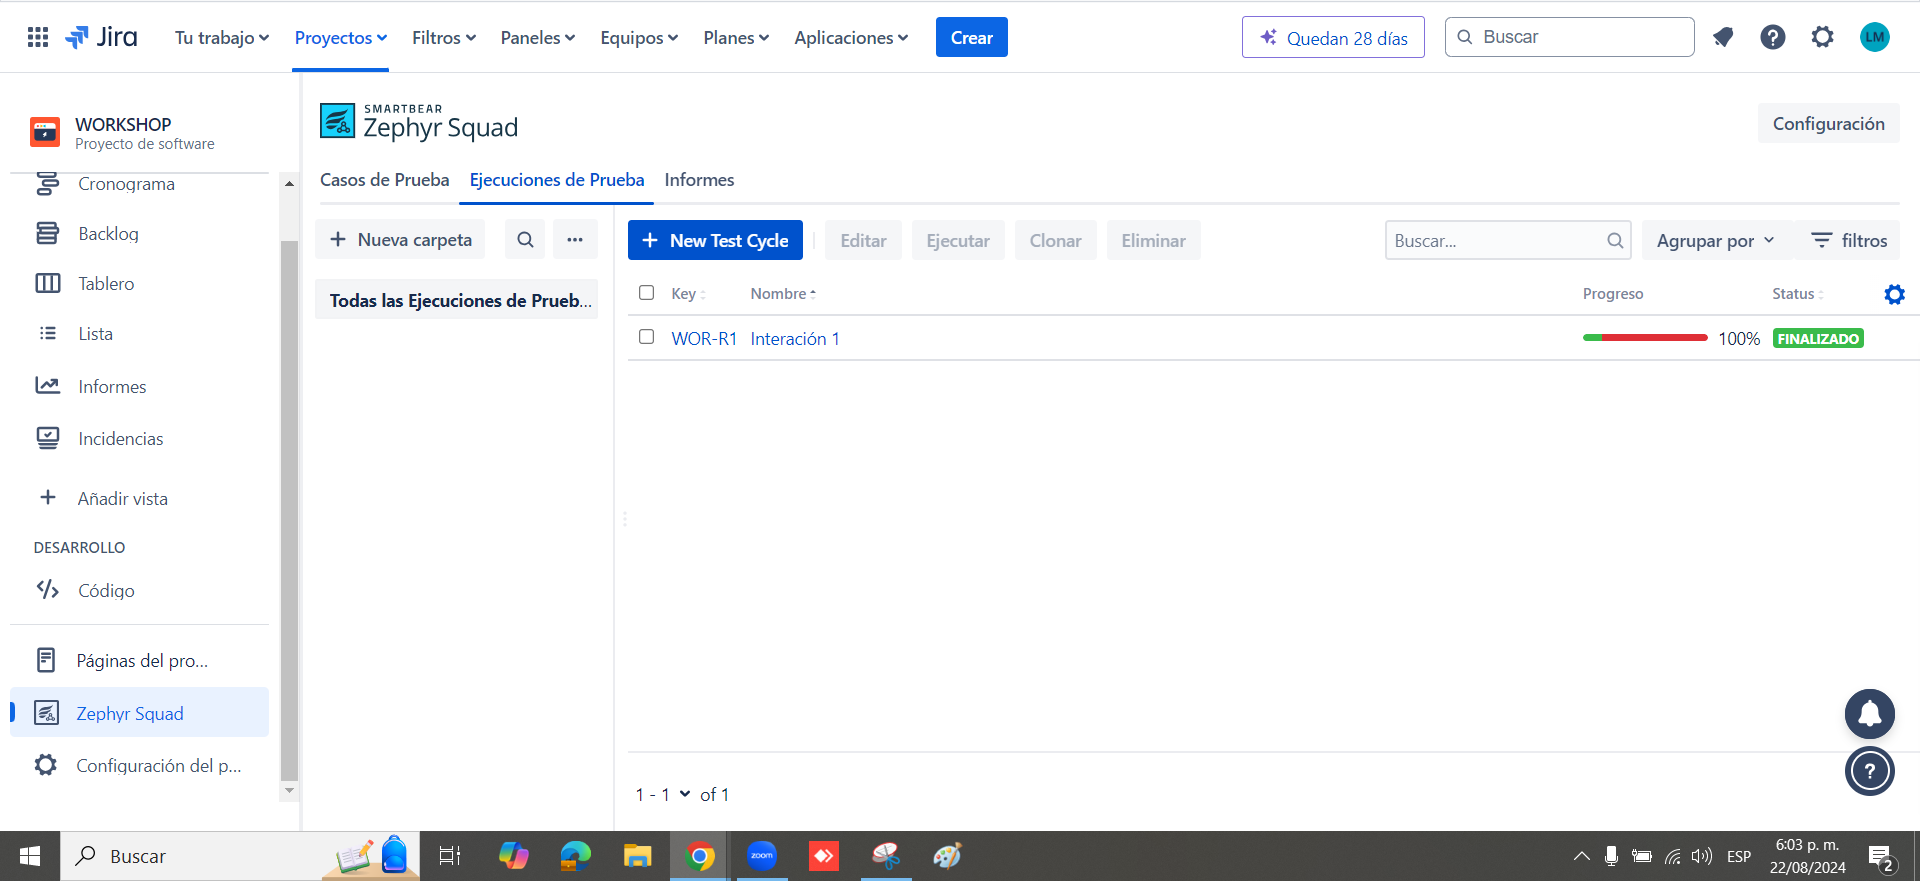 Jira
Tu trabajo
Proyectos
Filtros
Paneles
Equipos
Planes
Aplicaciones
Crear
Quedan 28 días
Buscar
LM
WORKSHOP
Proyecto de software
Cronograma
Backlog
Tablero
Lista
Informes
Incidencias
Añadir vista
DESARROLLO
Código
Páginas del pro...
Zephyr Squad
Configuración del p...
SMARTBEAR
Zephyr Squad
Configuración
Casos de Prueba
Ejecuciones de Prueba
Informes
Nueva carpeta
Todas las Ejecuciones de Prueb...
New Test Cycle
Editar
Ejecutar
Clonar
Eliminar
Buscar...
Agrupar por
filtros
Key
Nombre
Progreso
Status
WOR-R1
Interación 1
100%
FINALIZADO
1 - 1
of 1
Buscar
zoom
ESP
6:03 p. m.
22/08/2024
2